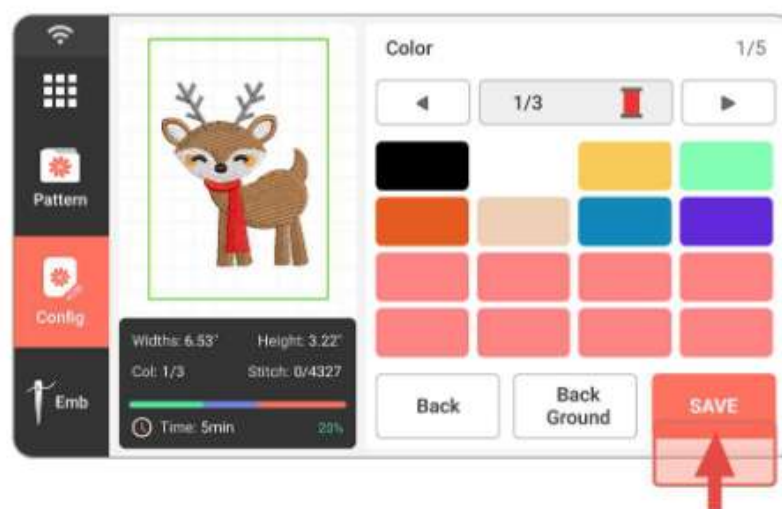 Color 1/5
1/3
Pattern
Config
Emb
Widths: 6.53" Height: 3.22"
Col: 1/3 Stitch: 0/4327
Time: 5min 20%
Back
Back
Ground
SAVE